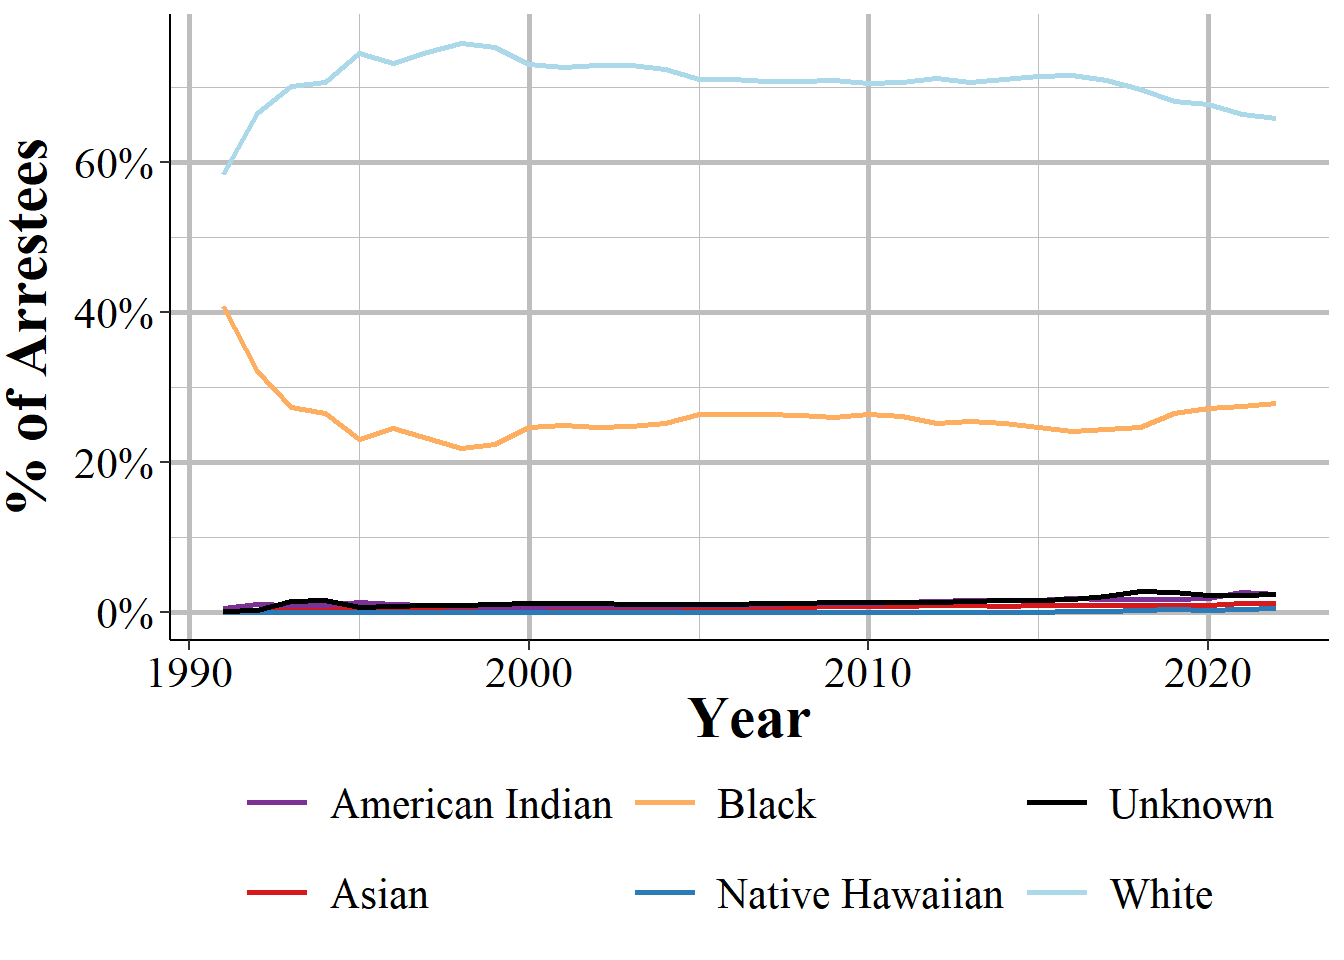 % of Arrestees
60%
40%
20%
0%
1990 2000 2010 2020
Year
American Indian Black Unknown
Asian Native Hawaiian White